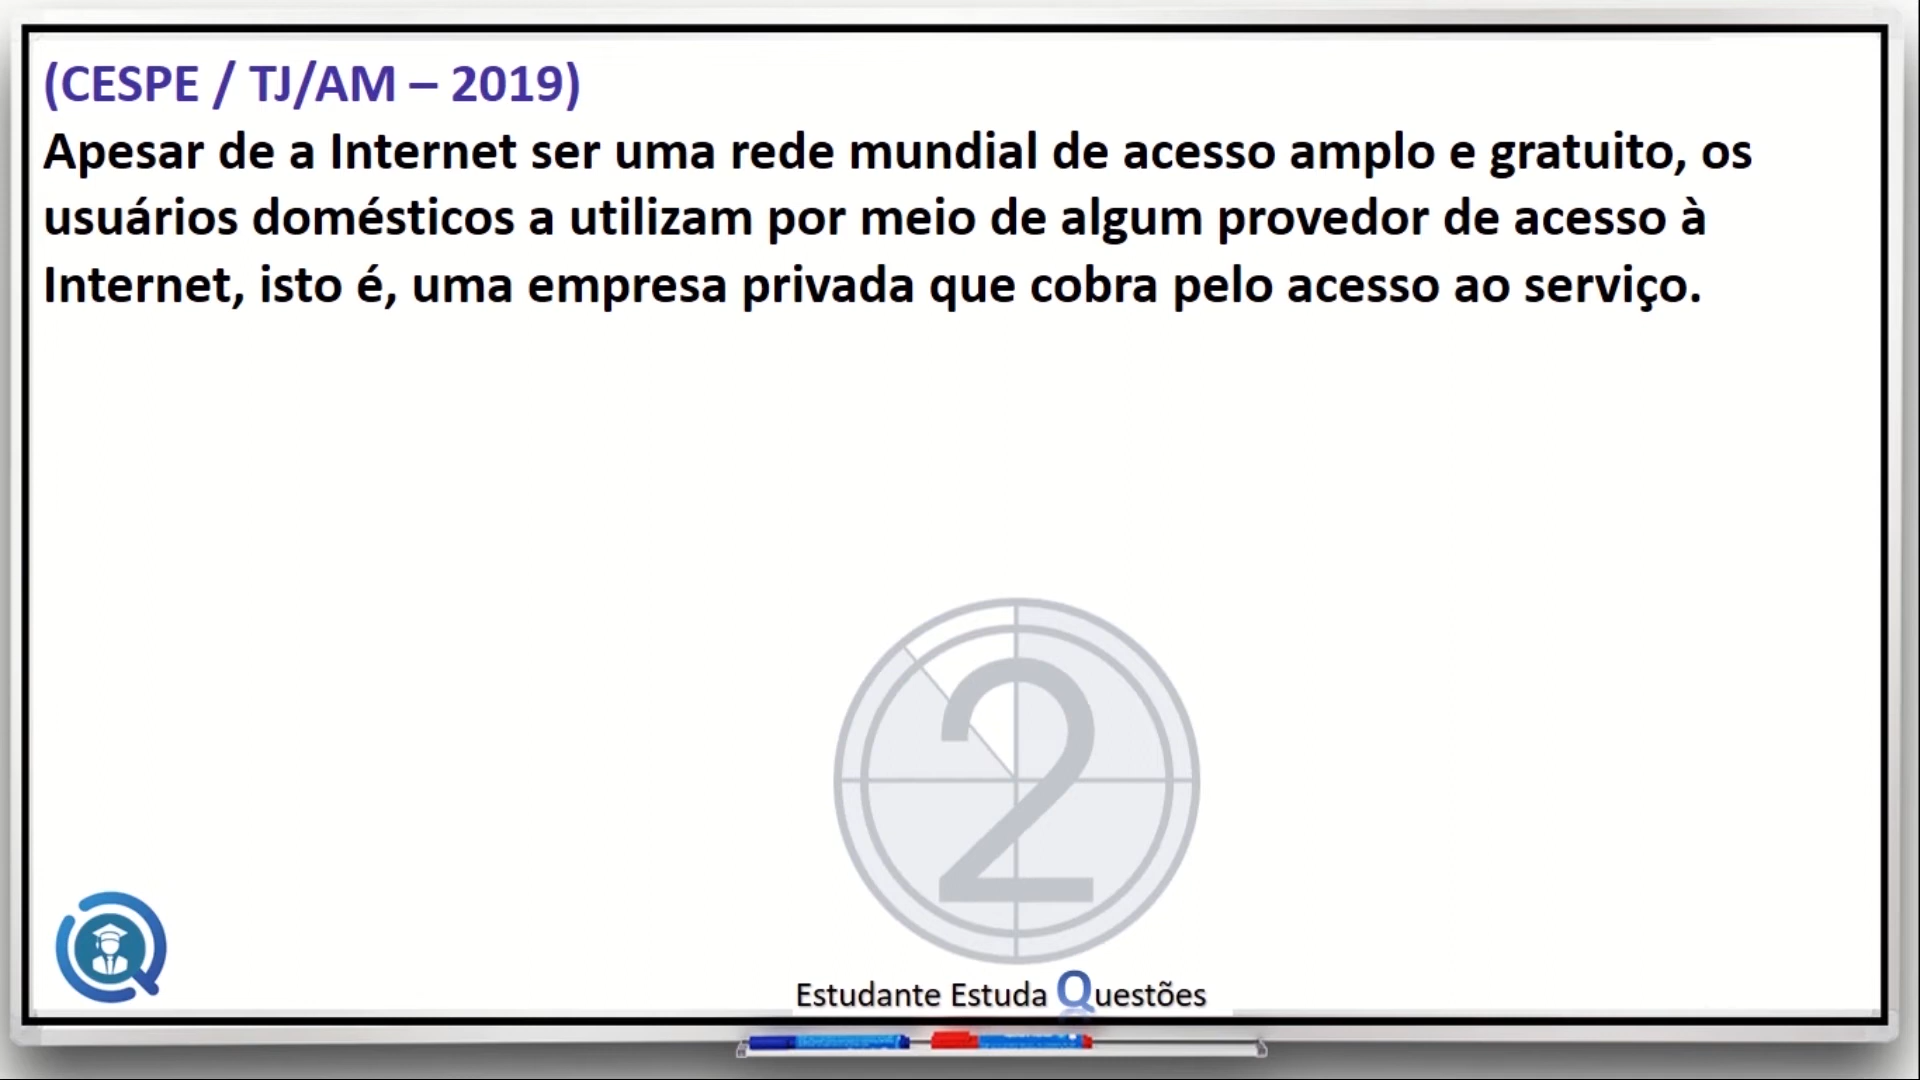 (CESPE / TJ/AM – 2019)
Apesar de a Internet ser uma rede mundial de acesso amplo e gratuito, os
usuários domésticos a utilizam por meio de algum provedor de acesso à
Internet, isto é, uma empresa privada que cobra pelo acesso ao serviço.
2
Estudante Estuda Questões